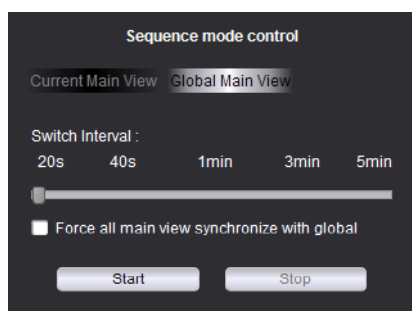 Sequence mode control
Current Main View Global Main View
Switch Interval :
20s 40s 1min 3min 5min
Force all main view synchronize with global
Start Stop